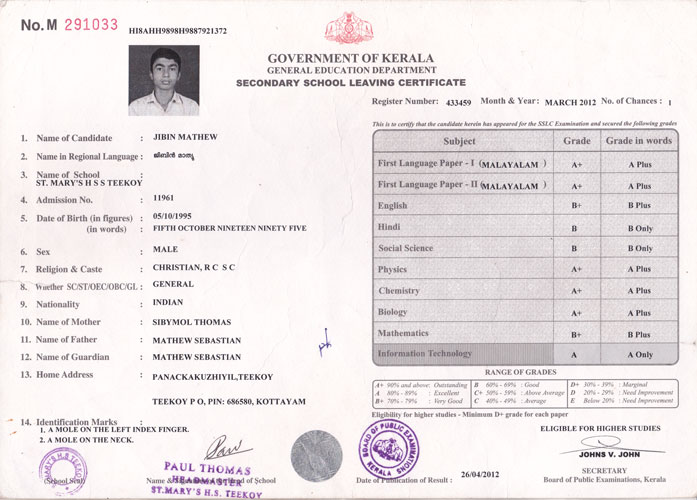 No.M 291033
HI8AHH9898H9887921372
GOVERNMENT OF KERALA
GENERAL EDUCATION DEPARTMENT
SECONDARY SCHOOL LEAVING CERTIFICATE
Register Number: 433459 Month & Year: MARCH 2012 No. of Chances : 1
1. Name of Candidate : JIBIN MATHEW
2. Name in Regional Language : ജിബിൻ മാത്യു
3. Name of School :
ST. MARY'S H S S TEEKOY
4. Admission No. : 11961
5. Date of Birth (in figures) : 05/10/1995
(in words) : FIFTH OCTOBER NINETEEN NINETY FIVE
6. Sex : MALE
7. Religion & Caste : CHRISTIAN, R C S C
8. Whether SC/ST/OEC/OBC/GL : GENERAL
9. Nationality : INDIAN
10. Name of Mother : SIBYMOL THOMAS
11. Name of Father : MATHEW SEBASTIAN
12. Name of Guardian : MATHEW SEBASTIAN
13. Home Address : PANACKAKUZHIYIL,TEEKOY
TEEKOY P O, PIN: 686580, KOTTAYAM
14. Identification Marks :
1. A MOLE ON THE LEFT INDEX FINGER.
2. A MOLE ON THE NECK.
This is to certify that the candidate herein has appeared for the SSLC Examination and secured the following grades
Subject Grade Grade in words
First Language Paper - I (MALAYALAM ) A+ A Plus
First Language Paper - II (MALAYALAM ) A+ A Plus
English B+ B Plus
Hindi B B Only
Social Science B B Only
Physics A+ A Plus
Chemistry A+ A Plus
Biology A+ A Plus
Mathematics B+ B Plus
Information Technology A A Only
RANGE OF GRADES
A+ 90% and above: Outstanding B 60% - 69% : Good D+ 30% - 39% : Marginal
A 80% - 89% : Excellent C+ 50% - 59% : Above Average D 20% - 29% : Need Improvement
B+ 70% - 79% : Very Good C 40% - 49% : Average E Below 20% : Need Improvement
Eligibility for higher studies - Minimum D+ grade for each paper
ELIGIBLE FOR HIGHER STUDIES
BOARD OF PUBLIC EXAMINATIONS
KERALA
JOHNS V. JOHN
SECRETARY
Board of Public Examinations, Kerala
26/04/2012
Date of Publication of Result :
(School Seal)
Name & of Head of School
PAUL THOMAS
HEADMASTER
ST.MARY'S H.S. TEEKOY